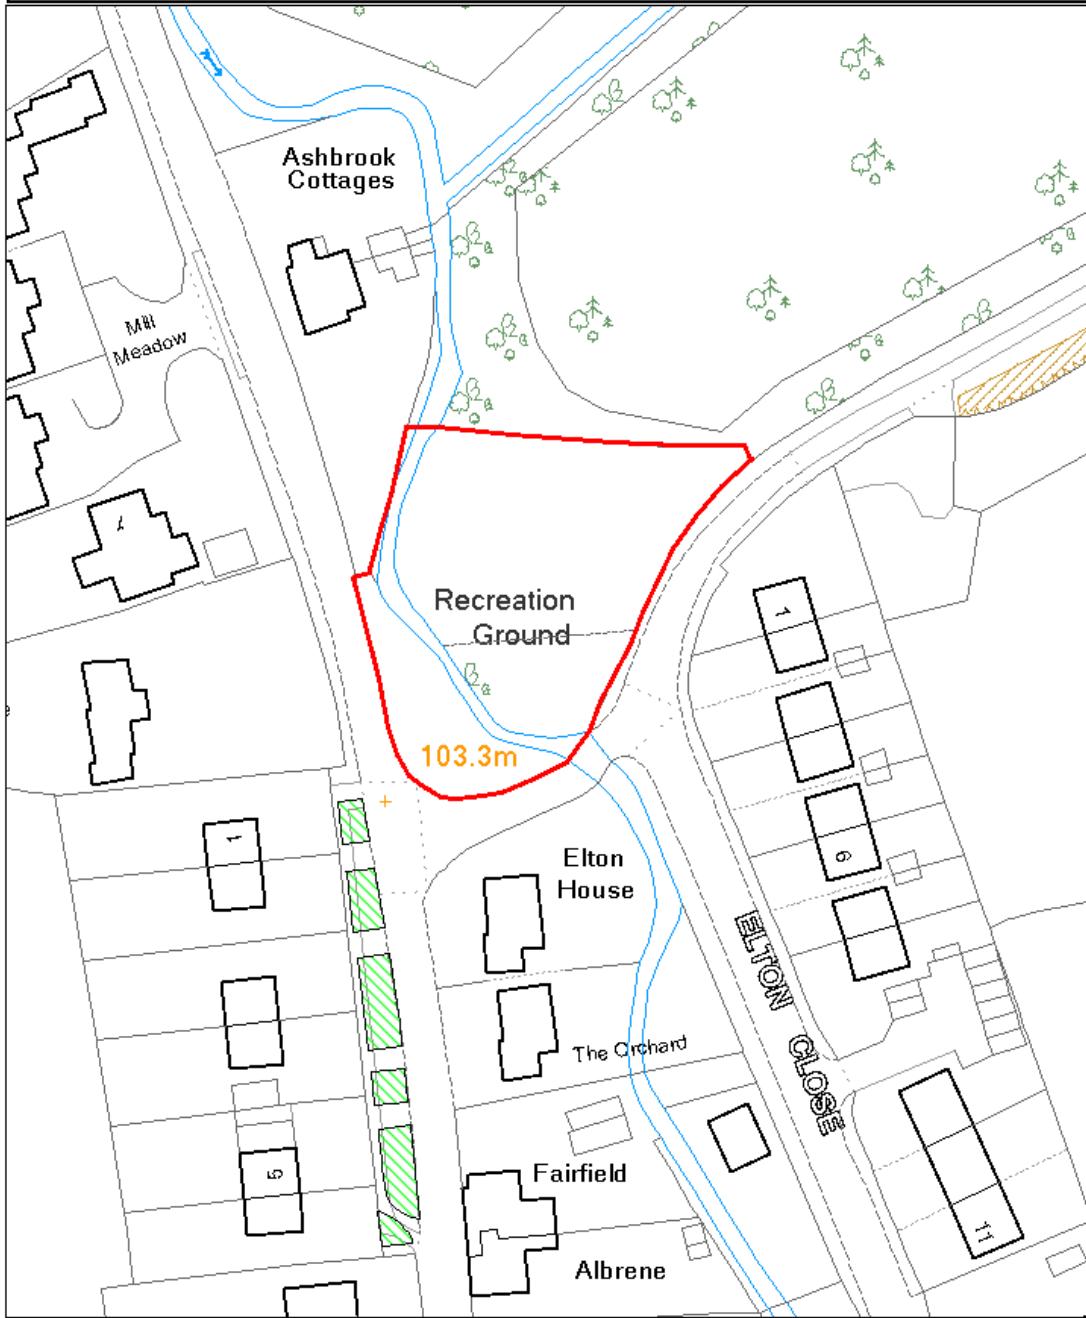 Ashbrook
Cottages
Mill
Meadow
7
Recreation
Ground
1
103.3m
1
6
Elton
House
ELTON CLOSE
The Orchard
Fairfield
5
11
Albrene